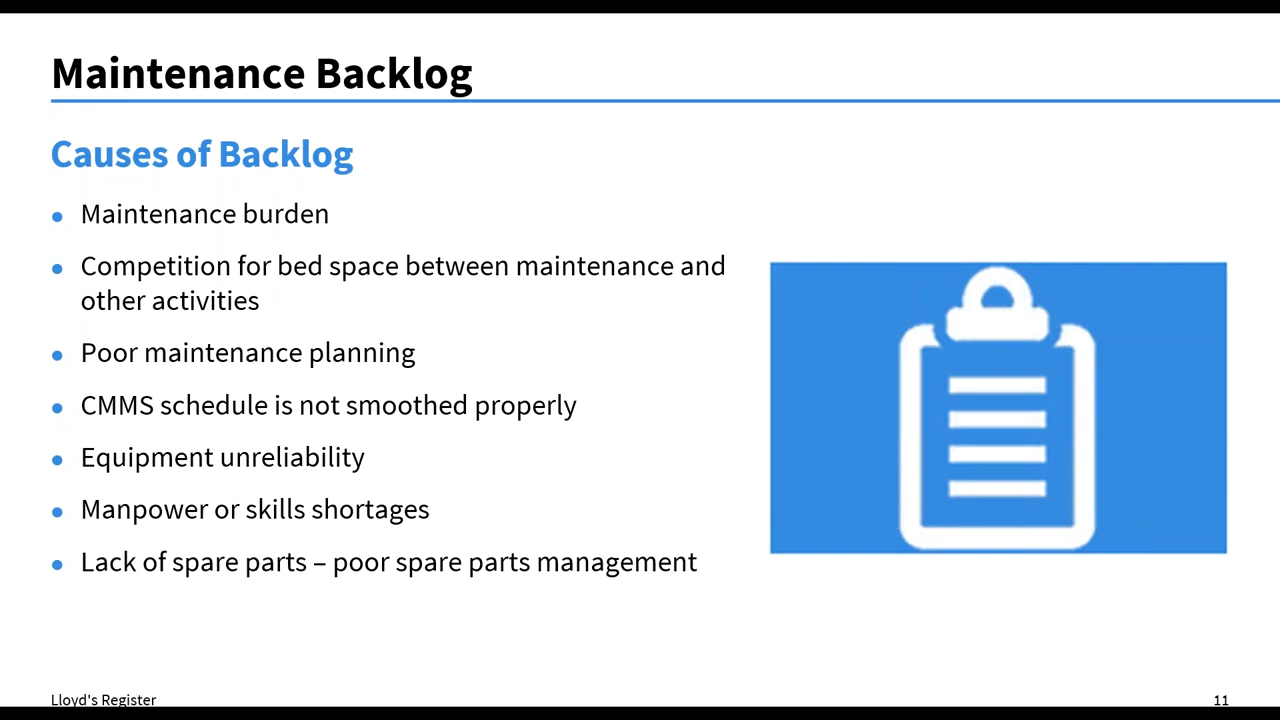 Maintenance Backlog
Causes of Backlog
• Maintenance burden
• Competition for bed space between maintenance and
other activities
• Poor maintenance planning
• CMMS schedule is not smoothed properly
• Equipment unreliability
• Manpower or skills shortages
• Lack of spare parts – poor spare parts management
Lloyd's Register
11